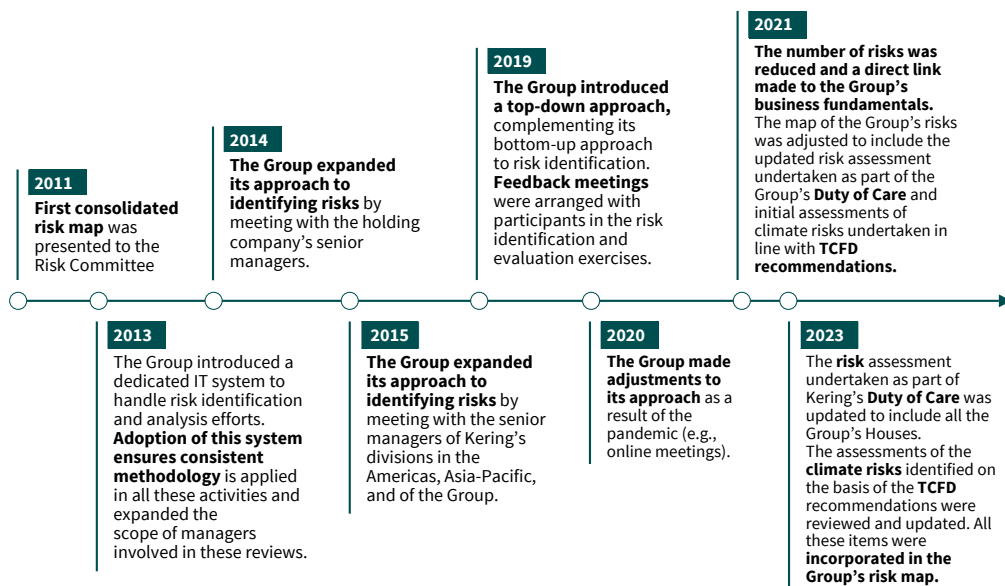 2011
First consolidated
risk map was
presented to the
Risk Committee
2013
The Group introduced a
dedicated IT system to
handle risk identification
and analysis efforts.
Adoption of this system
ensures consistent
methodology is applied
in all these activities and
expanded the
scope of managers
involved in these reviews.
2014
The Group expanded
its approach to
identifying risks by
meeting with the holding
company’s senior
managers.
2015
The Group expanded
its approach to
identifying risks by
meeting with the senior
managers of Kering’s
divisions in the
Americas, Asia-Pacific,
and of the Group.
2019
The Group introduced
a top-down approach,
complementing its
bottom-up approach
to risk identification.
Feedback meetings
were arranged with
participants in the risk
identification and
evaluation exercises.
2020
The Group made
adjustments to
its approach as a
result of the
pandemic (e.g.,
online meetings).
2021
The number of risks was
reduced and a direct link
made to the Group’s
business fundamentals.
The map of the Group’s risks
was adjusted to include the
updated risk assessment
undertaken as part of the
Group’s Duty of Care and
initial assessments of
climate risks undertaken in
line with TCFD
recommendations.
2023
The risk assessment
undertaken as part of
Kering’s Duty of Care was
updated to include all the
Group’s Houses.
The assessments of the
climate risks identified on
the basis of the TCFD
recommendations were
reviewed and updated. All
these items were
incorporated in the
Group’s risk map.